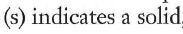 (s) indicates a solid,